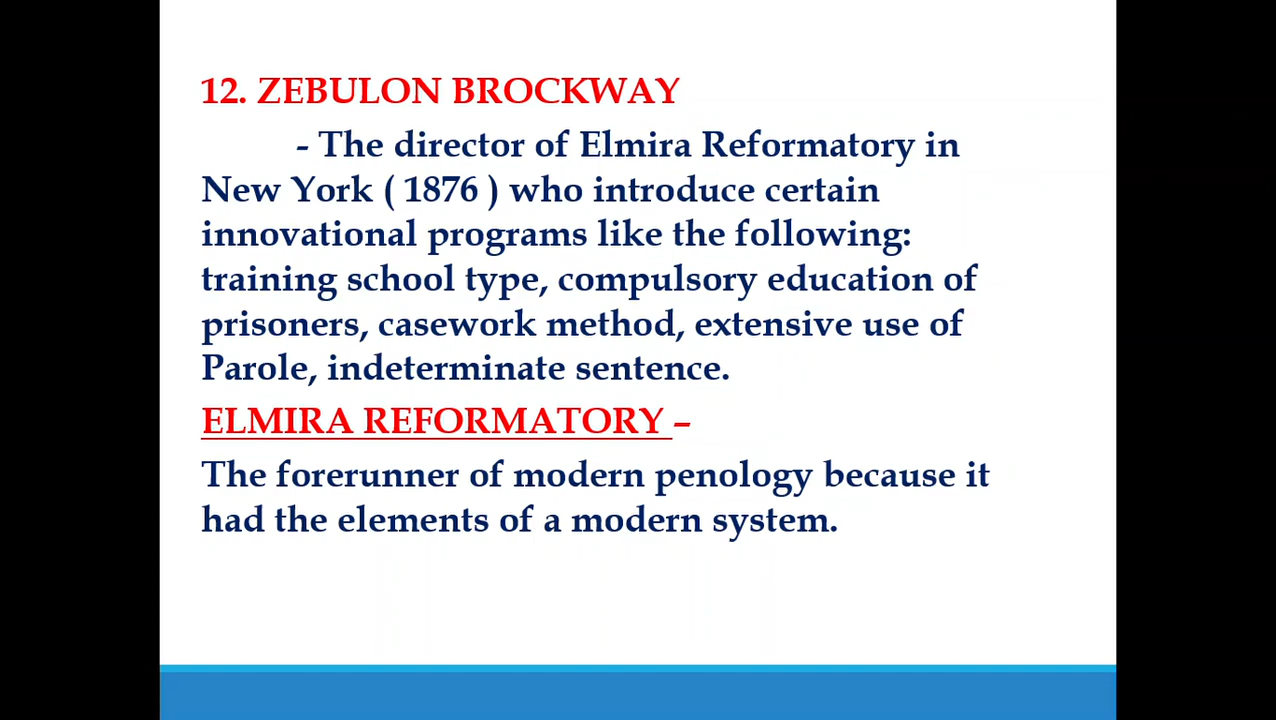 12. ZEBULON BROCKWAY
- The director of Elmira Reformatory in
New York ( 1876 ) who introduce certain
innovational programs like the following:
training school type, compulsory education of
prisoners, casework method, extensive use of
Parole, indeterminate sentence.
ELMIRA REFORMATORY –
The forerunner of modern penology because it
had the elements of a modern system.